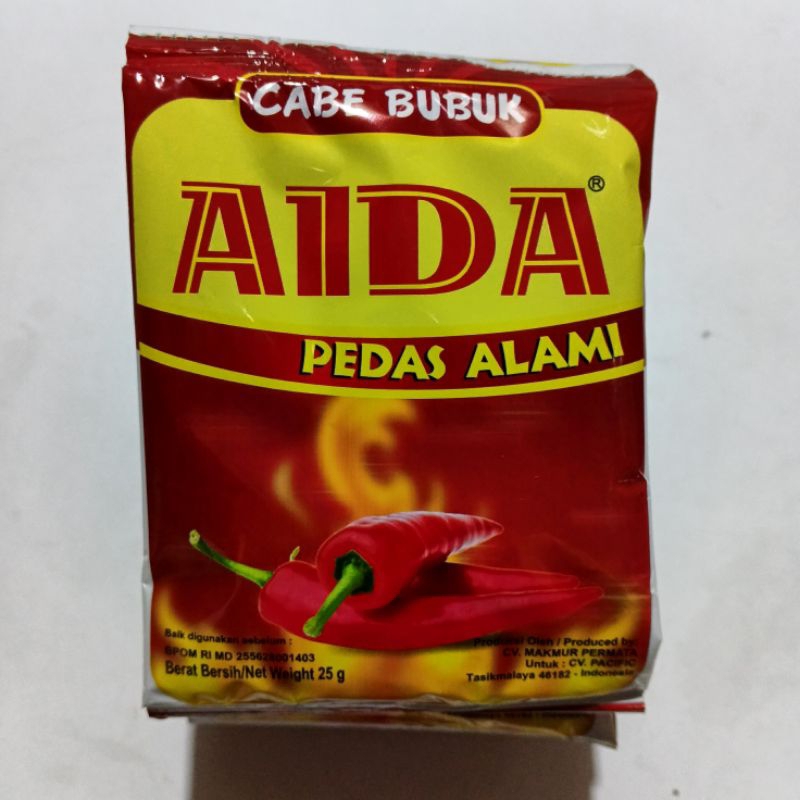 CABE BUBUK
AIDA®
PEDAS ALAMI
Baik digunakan sebelum :
BPOM RI MD 255628001403
Berat Bersih/Net Weight 25 g
Produksi Oleh / Produced by:
CV. MAKMUR PERMATA
Untuk : CV. PACIFIC
Tasikmalaya 46182 - Indonesia